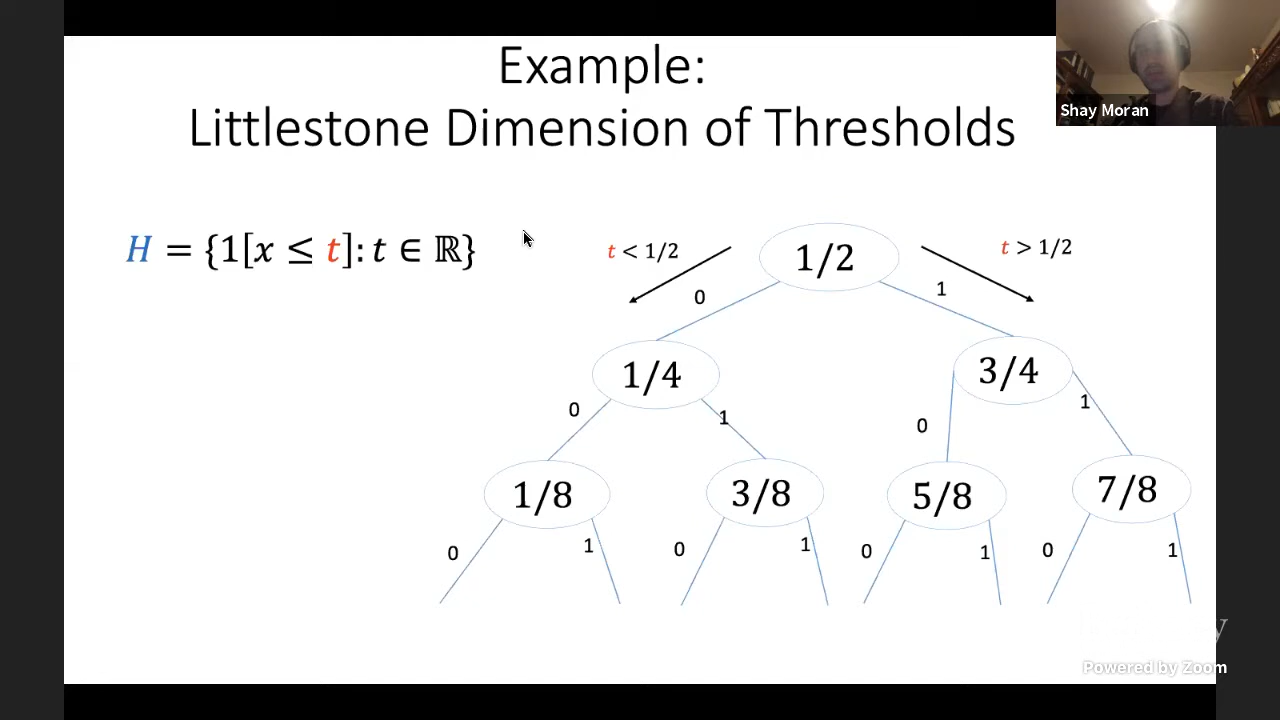 Example:
Littlestone Dimension of Thresholds
Shay Moran
H = {1[x ≤ t]: t ∈ ℝ}
t < 1/2
1/2
t > 1/2
0
1
1/4
3/4
0
1
0
1
1/8
3/8
5/8
7/8
0
1
0
1
0
1
0
1
y
Powered by Zoom